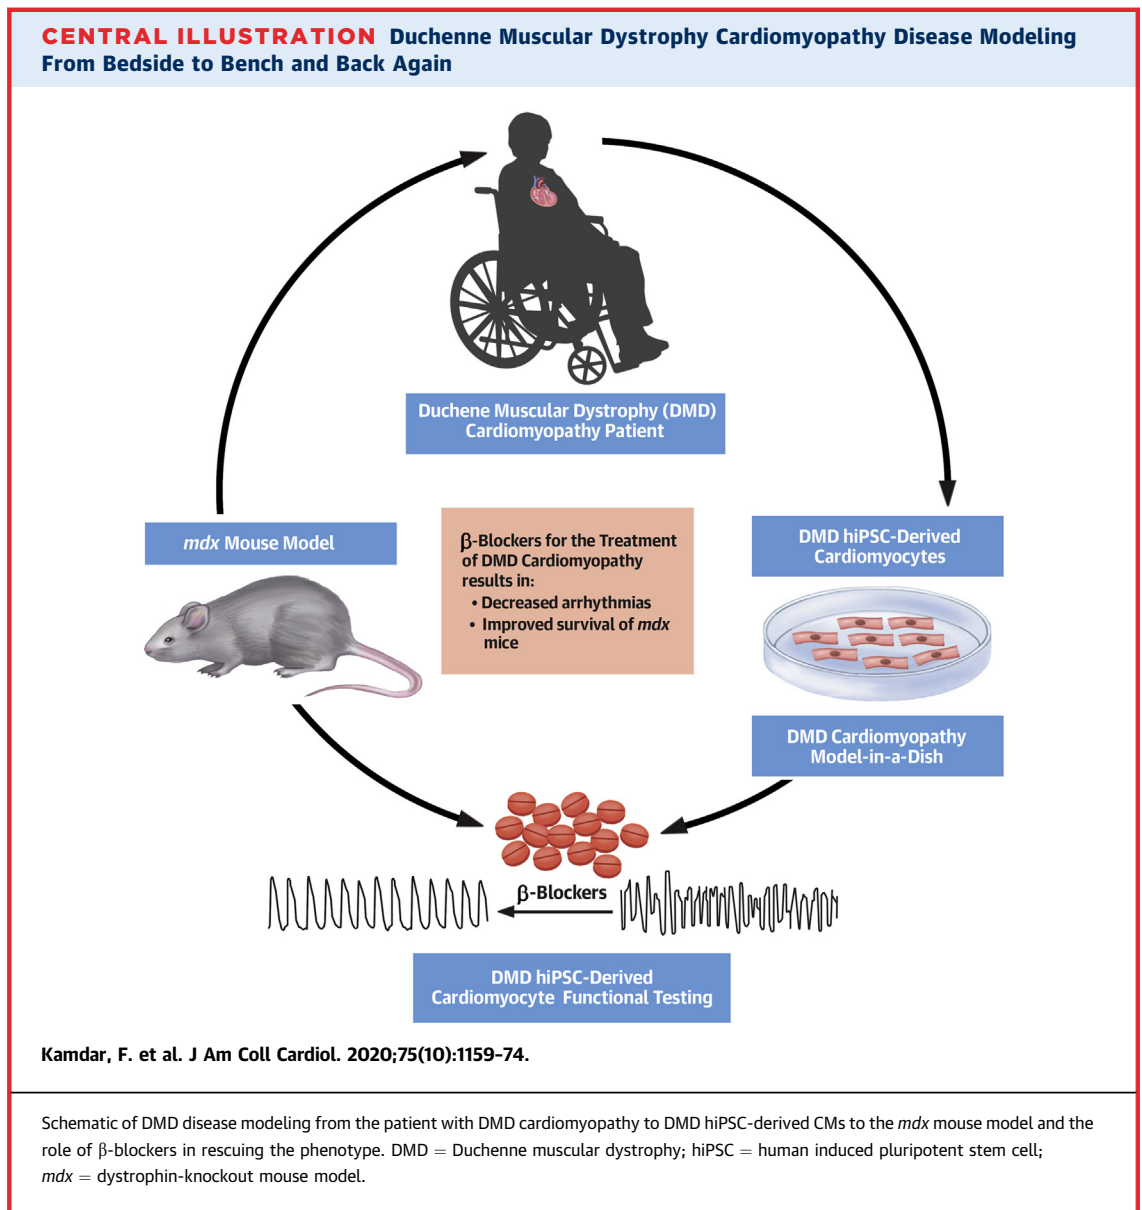 CENTRAL ILLUSTRATION Duchenne Muscular Dystrophy Cardiomyopathy Disease Modeling
From Bedside to Bench and Back Again
Duchene Muscular Dystrophy (DMD)
Cardiomyopathy Patient
mdx Mouse Model
β-Blockers for the Treatment
of DMD Cardiomyopathy
results in:
• Decreased arrhythmias
• Improved survival of mdx
mice
DMD hiPSC-Derived
Cardiomyocytes
DMD Cardiomyopathy
Model-in-a-Dish
β-Blockers
DMD hiPSC-Derived
Cardiomyocyte Functional Testing
Kamdar, F. et al. J Am Coll Cardiol. 2020;75(10):1159–74.
Schematic of DMD disease modeling from the patient with DMD cardiomyopathy to DMD hiPSC-derived CMs to the mdx mouse model and the
role of β-blockers in rescuing the phenotype. DMD = Duchenne muscular dystrophy; hiPSC = human induced pluripotent stem cell;
mdx = dystrophin-knockout mouse model.